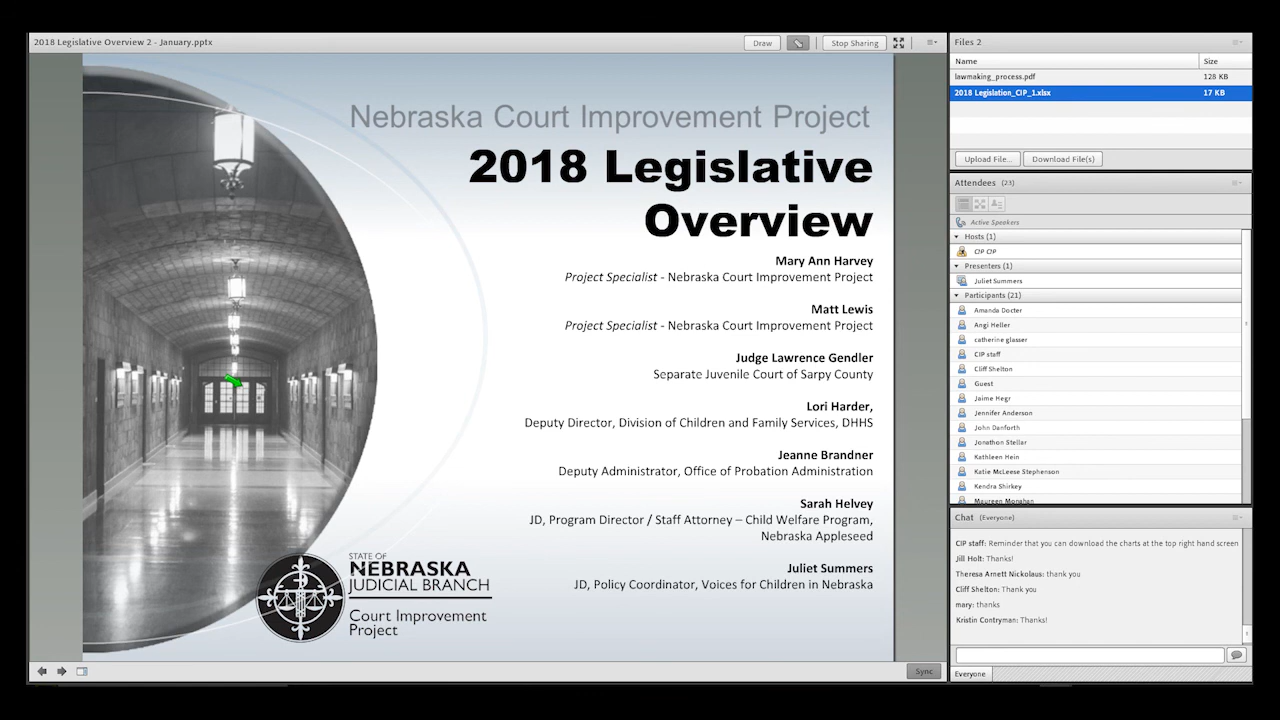 2018 Legislative Overview 2 - January.pptx
Draw
Stop Sharing
Nebraska Court Improvement Project
2018 Legislative
Overview
Mary Ann Harvey
Project Specialist - Nebraska Court Improvement Project
Matt Lewis
Project Specialist - Nebraska Court Improvement Project
Judge Lawrence Gendler
Separate Juvenile Court of Sarpy County
Lori Harder,
Deputy Director, Division of Children and Family Services, DHHS
Jeanne Brandner
Deputy Administrator, Office of Probation Administration
Sarah Helvey
JD, Program Director / Staff Attorney – Child Welfare Program,
Nebraska Appleseed
Juliet Summers
JD, Policy Coordinator, Voices for Children in Nebraska
STATE OF
NEBRASKA
JUDICIAL BRANCH
Court Improvement
Project
Sync
Files 2
Name Size
lawmaking_process.pdf 128 KB
2018 Legislation_CIP_1.xlsx 17 KB
Upload File... Download File(s)
Attendees (23)
Active Speakers
Hosts (1)
CIP CIP
Presenters (1)
Juliet Summers
Participants (21)
Amanda Docter
Angi Heller
catherine glasser
CIP staff
Cliff Shelton
Guest
Jaime Hegr
Jennifer Anderson
John Danforth
Jonathon Stellar
Kathleen Hein
Katie McLeese Stephenson
Kendra Shirkey
Maureen Monahan
Chat (Everyone)
CIP staff: Reminder that you can download the charts at the top right hand screen
Jill Holt: Thanks!
Theresa Arnett Nickolaus: thank you
Cliff Shelton: Thank you
mary: thanks
Kristin Contryman: Thanks!
Everyone